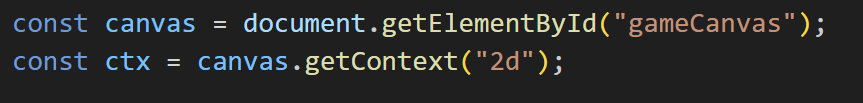 const canvas = document.getElementById("gameCanvas");
const ctx = canvas.getContext("2d");